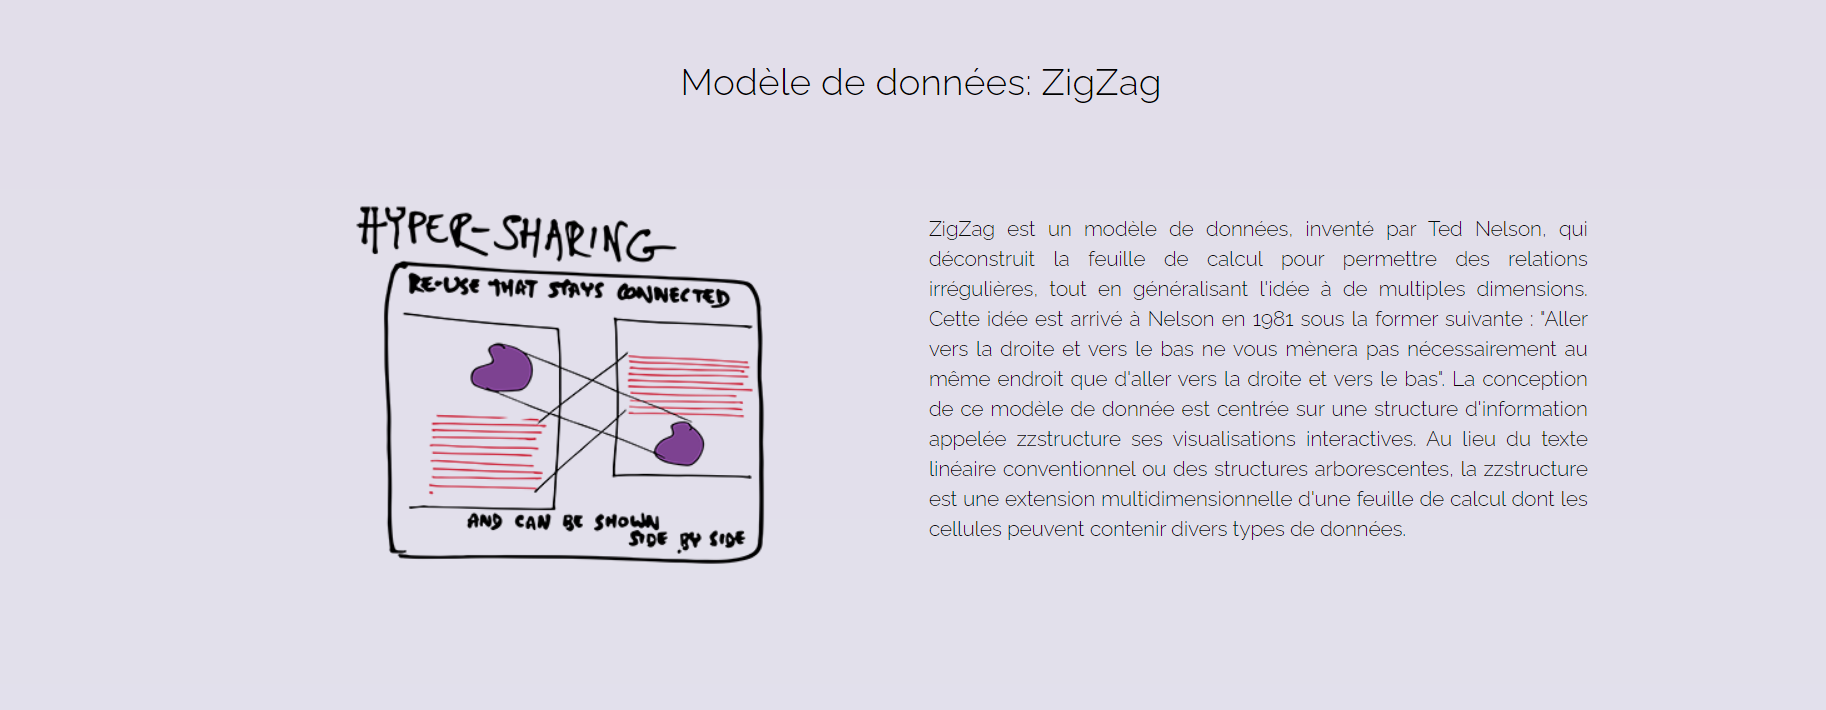 Modèle de données: ZigZag
HYPER-SHARING
RE-USE THAT STAYS CONNECTED
AND CAN BE SHOWN
SIDE BY SIDE
ZigZag est un modèle de données, inventé par Ted Nelson, qui
déconstruit la feuille de calcul pour permettre des relations
irrégulières, tout en généralisant l'idée à de multiples dimensions.
Cette idée est arrivé à Nelson en 1981 sous la former suivante : "Aller
vers la droite et vers le bas ne vous mènera pas nécessairement au
même endroit que d'aller vers la droite et vers le bas". La conception
de ce modèle de donnée est centrée sur une structure d'information
appelée zzstructure ses visualisations interactives. Au lieu du texte
linéaire conventionnel ou des structures arborescentes, la zzstructure
est une extension multidimensionnelle d'une feuille de calcul dont les
cellules peuvent contenir divers types de données.